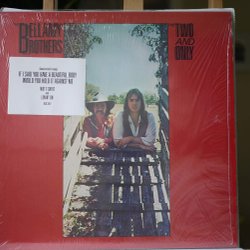 BELLAMY
BROTHERS
TWO
AND
ONLY
IF I SAID YOU HAVE A BEAUTIFUL BODY
WOULD YOU HOLD IT AGAINST ME